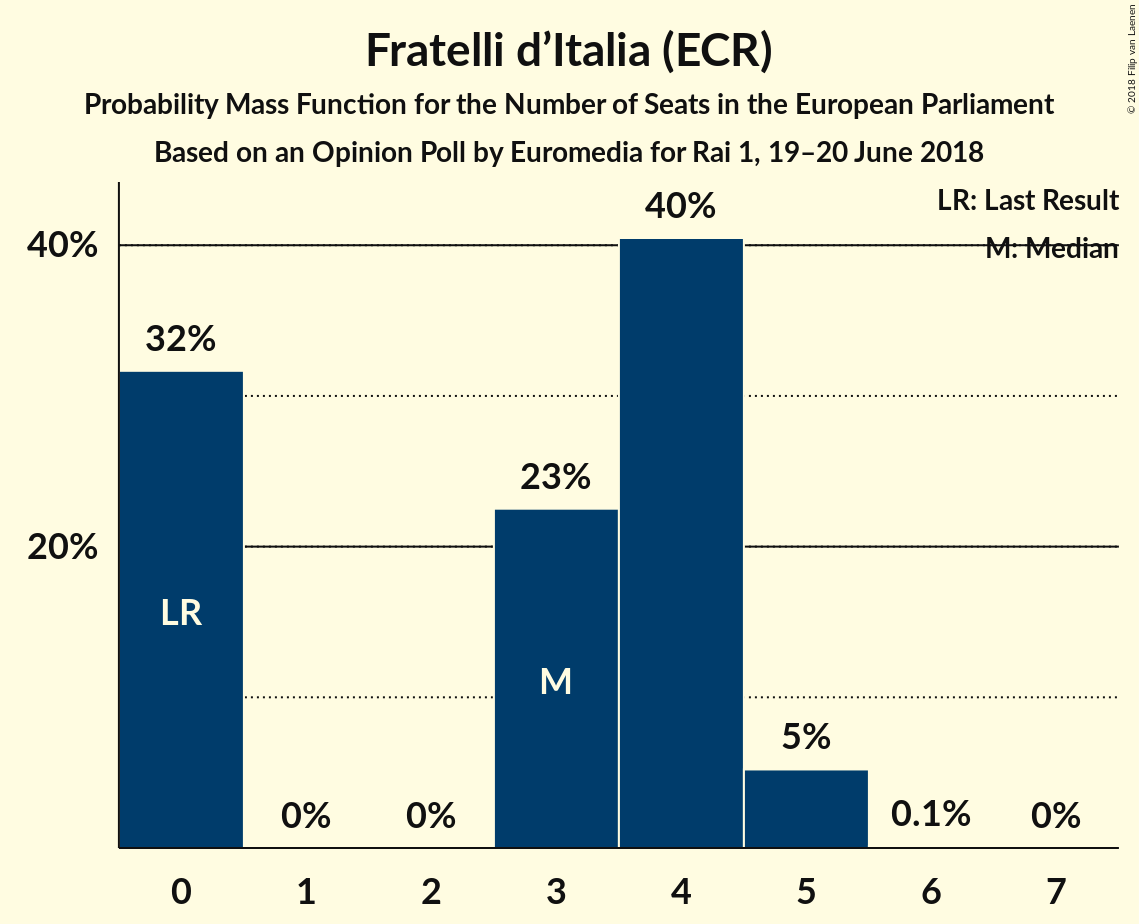 Fratelli d’Italia (ECR)
Probability Mass Function for the Number of Seats in the European Parliament
Based on an Opinion Poll by Euromedia for Rai 1, 19–20 June 2018
© 2018 Filip van Laenen
LR: Last Result
M: Median
40%
20%
32%
0%
0%
23%
40%
5%
0.1%
0%
LR
M
0 1 2 3 4 5 6 7